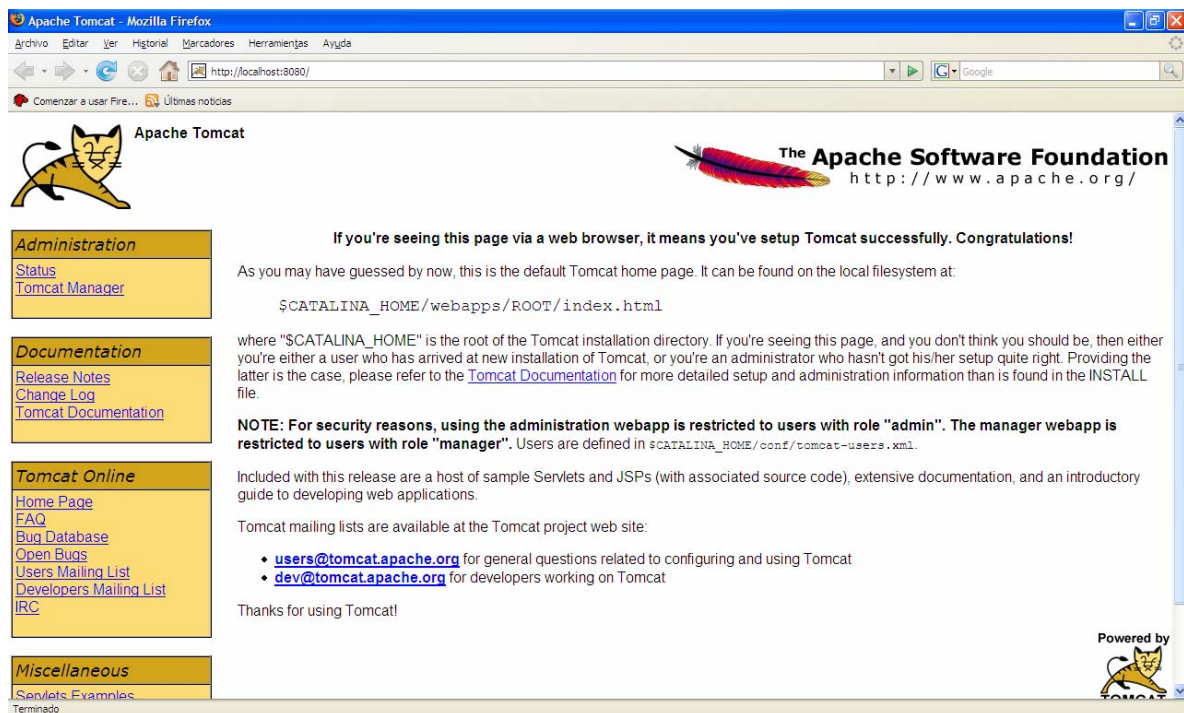 Apache Tomcat - Mozilla Firefox
Archivo Editar Ver Historial Marcadores Herramientas Ayuda
http://localhost:8080/
Google
Comenzar a usar Fire... Últimas noticias
Apache Tomcat
The Apache Software Foundation
http://www.apache.org/
Administration
Status
Tomcat Manager
Documentation
Release Notes
Change Log
Tomcat Documentation
Tomcat Online
Home Page
FAQ
Bug Database
Open Bugs
Users Mailing List
Developers Mailing List
IRC
Miscellaneous
Servlets Examples
If you're seeing this page via a web browser, it means you've setup Tomcat successfully. Congratulations!
As you may have guessed by now, this is the default Tomcat home page. It can be found on the local filesystem at:
$CATALINA_HOME/webapps/ROOT/index.html
where "$CATALINA_HOME" is the root of the Tomcat installation directory. If you're seeing this page, and you don't think you should be, then either
you're either a user who has arrived at new installation of Tomcat, or you're an administrator who hasn't got his/her setup quite right. Providing the
latter is the case, please refer to the Tomcat Documentation for more detailed setup and administration information than is found in the INSTALL
file.
NOTE: For security reasons, using the administration webapp is restricted to users with role "admin". The manager webapp is
restricted to users with role "manager". Users are defined in $CATALINA_HOME/conf/tomcat-users.xml.
Included with this release are a host of sample Servlets and JSPs (with associated source code), extensive documentation, and an introductory
guide to developing web applications.
Tomcat mailing lists are available at the Tomcat project web site:
• users@tomcat.apache.org for general questions related to configuring and using Tomcat
• dev@tomcat.apache.org for developers working on Tomcat
Thanks for using Tomcat!
Powered by
TOMCAT
Terminado